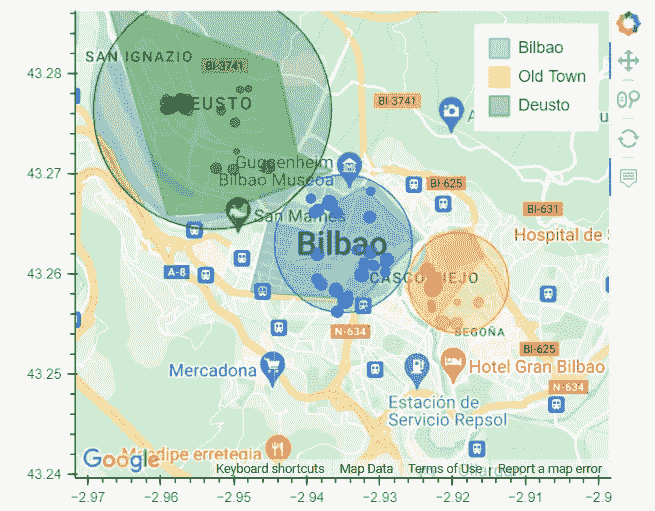 43.28
43.27
43.26
43.25
43.24
SAN IGNAZIO
BI-3741
EUSTO
BI-3741
A
u
Bilbao
Old Town
Deusto
Guggenheim
Bilbao Museoa
San Mamés
BI-625
BI-631
Hospital de
Bilbao
A-8
CASCO VIEJO
N-634
BEGOÑA
BI-625
Mercadona
Hotel Gran Bilbao
N-634
Estación de
Servicio Repsol
Google
Mandipe erretegia
Keyboard shortcuts
Map Data
Terms of Use
Report a map error
−2.97
−2.96
−2.95
−2.94
−2.93
−2.92
−2.91
−2.9